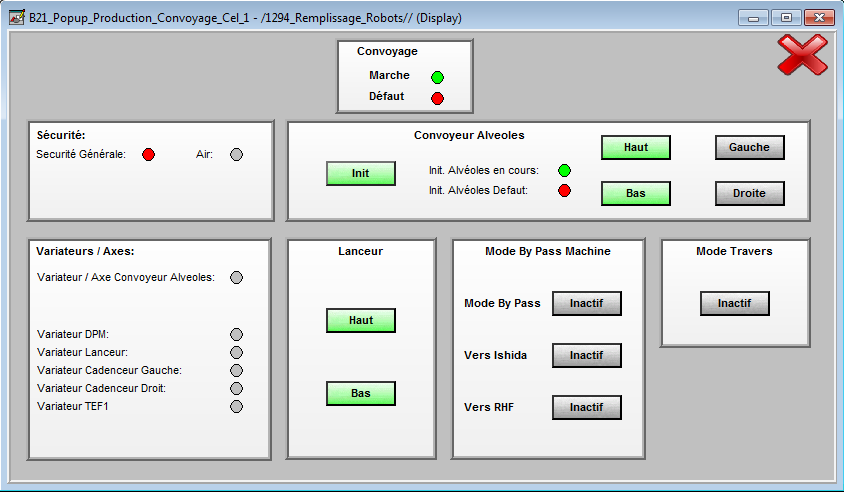 B21_Popup_Production_Convoyage_Cel_1 - /1294_Remplissage_Robots// (Display)
Convoyage
Marche
Défaut
Sécurité:
Securité Générale:
Air:
Convoyeur Alveoles
Init
Init. Alvéoles en cours:
Init. Alvéoles Defaut:
Haut
Gauche
Bas
Droite
Variateurs / Axes:
Variateur / Axe Convoyeur Alveoles:
Variateur DPM:
Variateur Lanceur:
Variateur Cadenceur Gauche:
Variateur Cadenceur Droit:
Variateur TEF1
Lanceur
Haut
Bas
Mode By Pass Machine
Mode By Pass
Inactif
Vers Ishida
Inactif
Vers RHF
Inactif
Mode Travers
Inactif